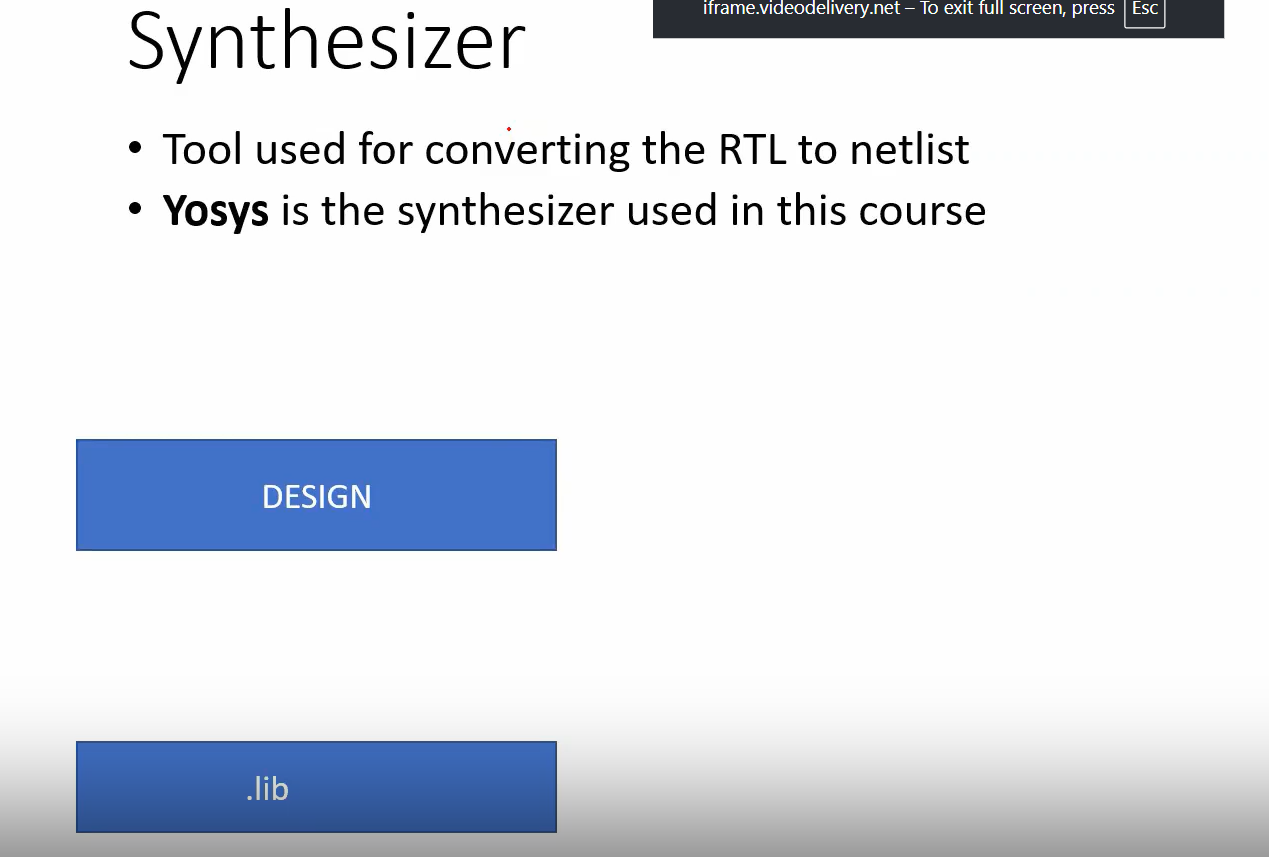 iframe.videodelivery.net – To exit full screen, press Esc
Synthesizer
• Tool used for converting the RTL to netlist
• Yosys is the synthesizer used in this course
DESIGN
.lib